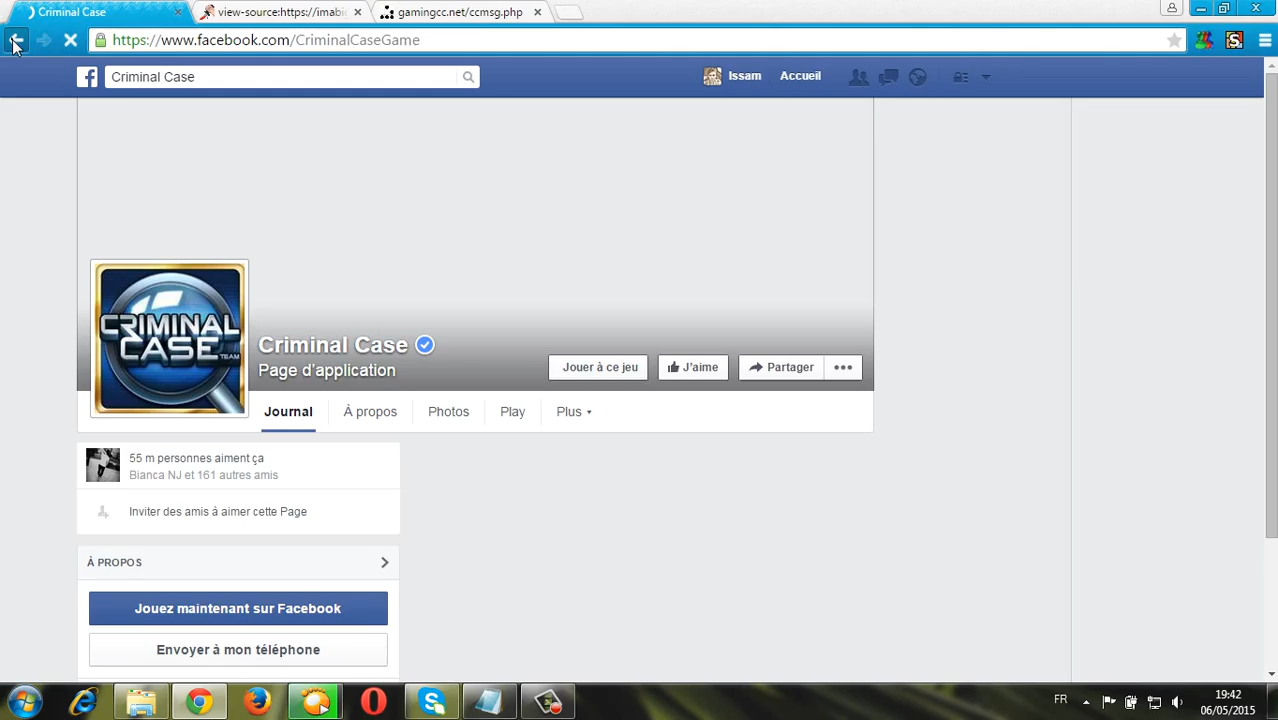 Criminal Case
view-source:https://imabi
gamingcc.net/ccmsg.php
https://www.facebook.com/CriminalCaseGame
Criminal Case
Issam
Accueil
CRIMINAL
CASE
TEAM
Criminal Case
Page d'application
Jouer à ce jeu
J'aime
Partager
Journal
À propos
Photos
Play
Plus
55 m personnes aiment ça
Bianca NJ et 161 autres amis
Inviter des amis à aimer cette Page
À PROPOS
Jouez maintenant sur Facebook
Envoyer à mon téléphone
FR
19:42
06/05/2015